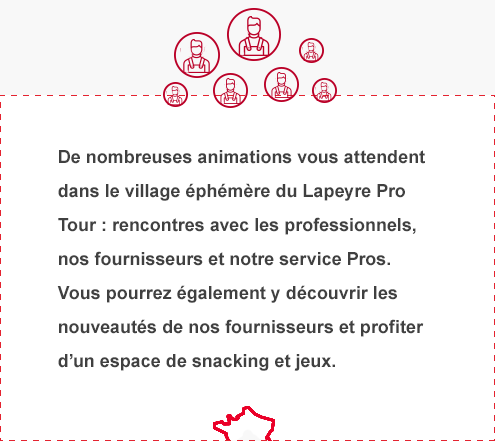 De nombreuses animations vous attendent
dans le village éphémère du Lapeyre Pro
Tour : rencontres avec les professionnels,
nos fournisseurs et notre service Pros.
Vous pourrez également y découvrir les
nouveautés de nos fournisseurs et profiter
d’un espace de snacking et jeux.